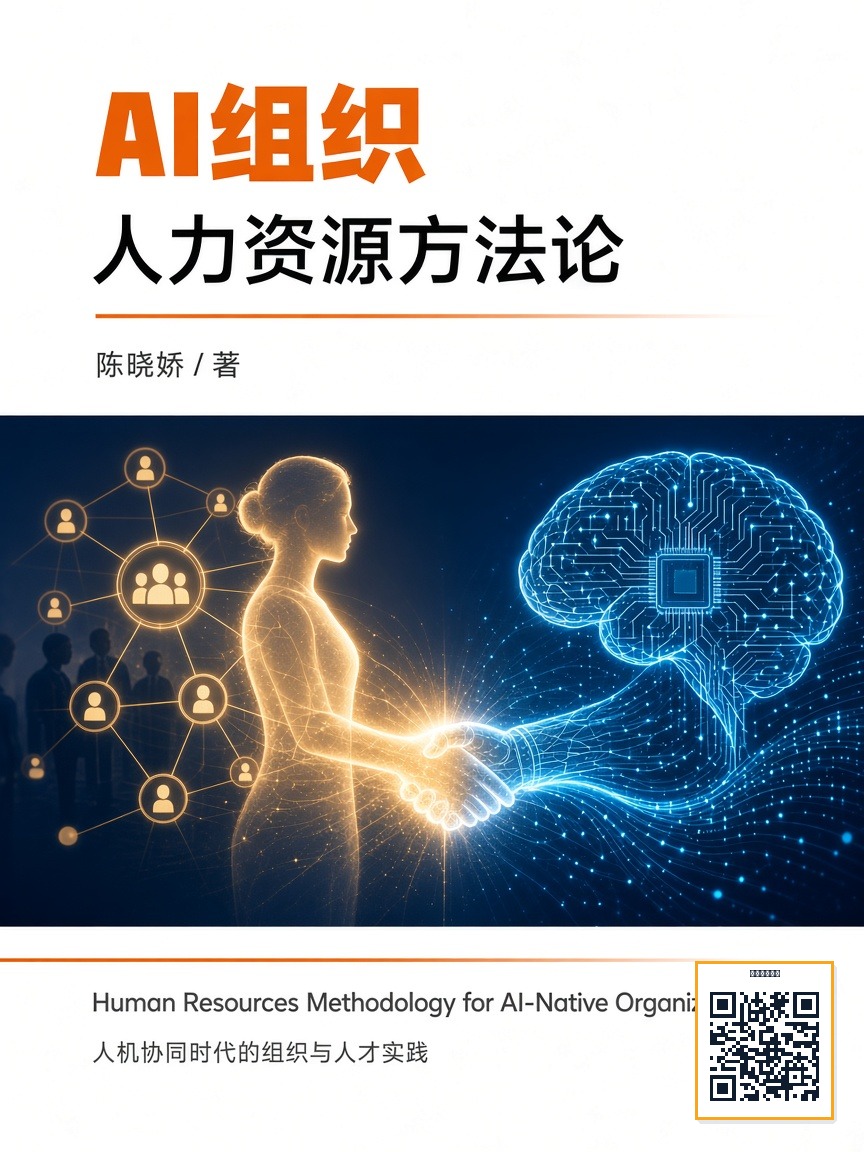 AI组织
人力资源方法论
陈晓娇 / 著
Human Resources Methodology for AI-Native Organiz
人机协同时代的组织与人才实践